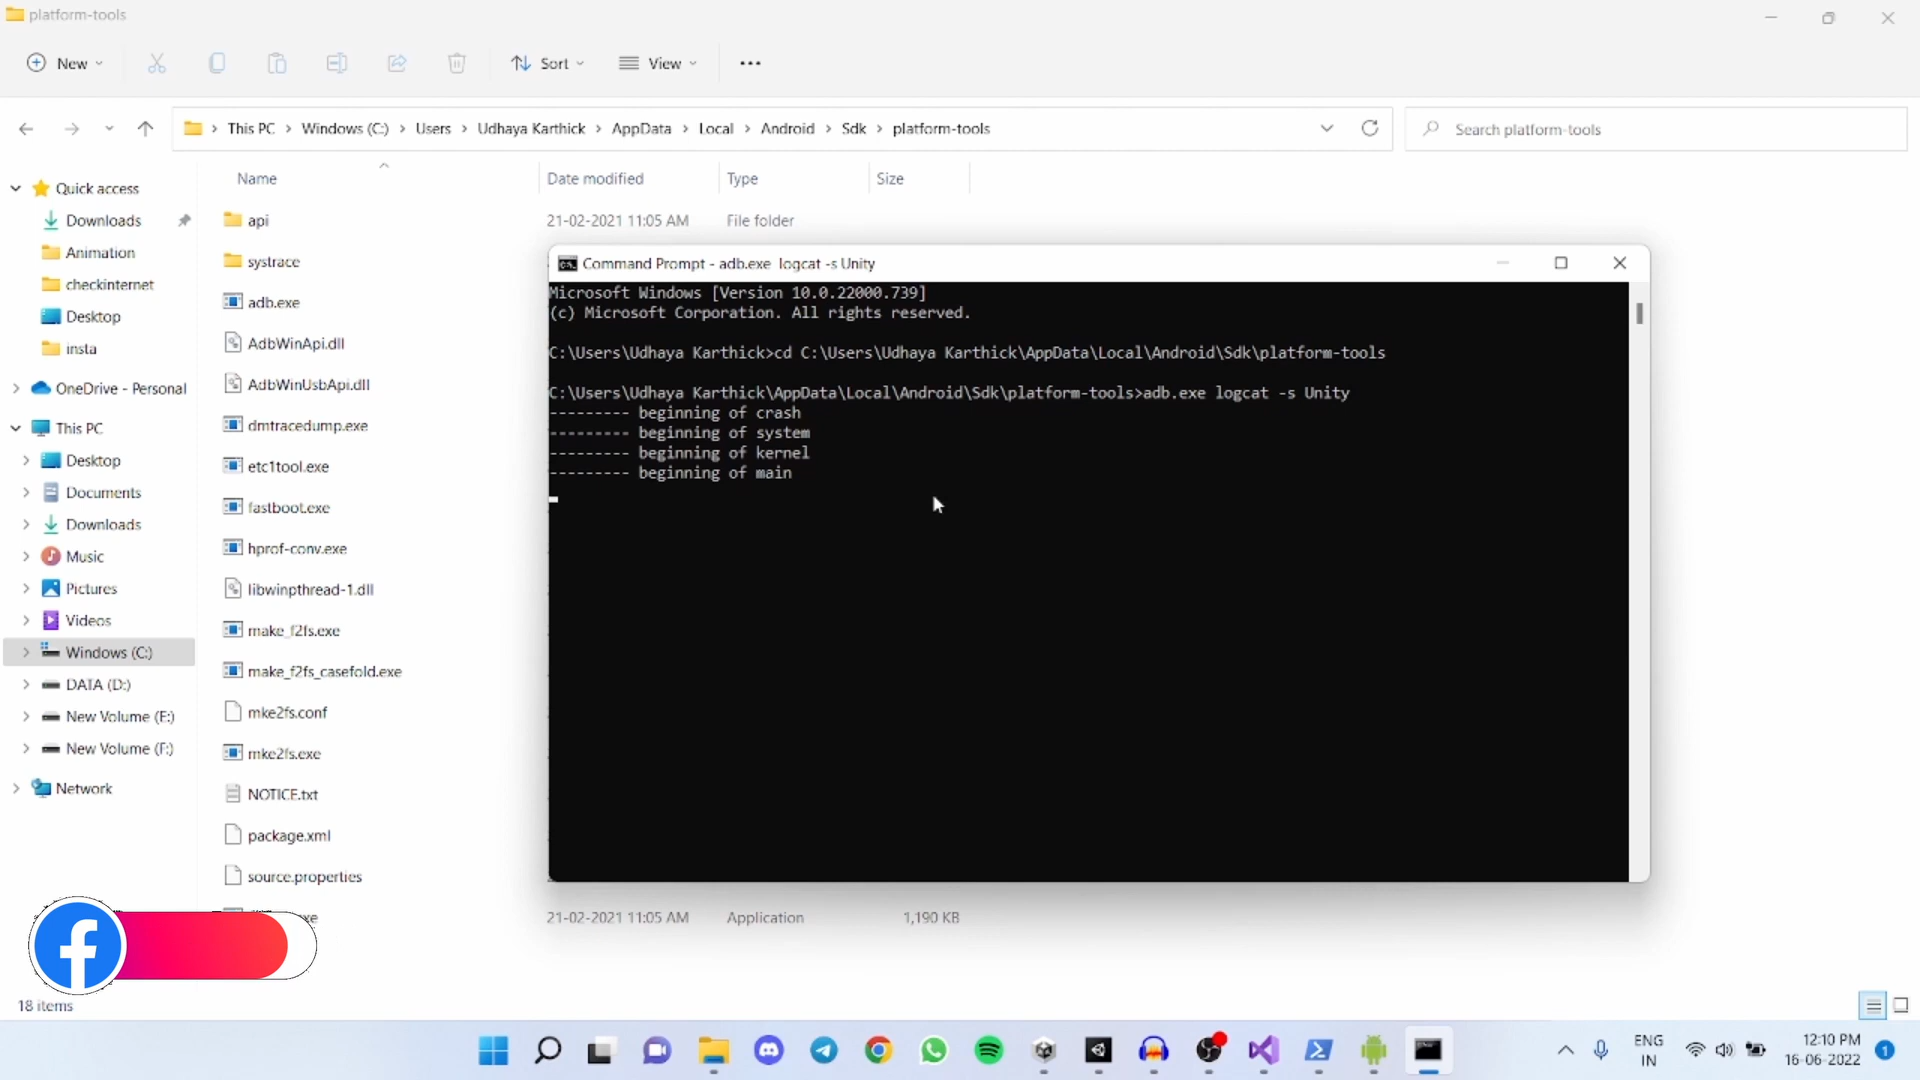 platform-tools
New
Sort
View
This PC > Windows (C:) > Users > Udhaya Karthick > AppData > Local > Android > Sdk > platform-tools
Search platform-tools
Name
Date modified
Type
Size
Quick access
Downloads
Animation
checkinternet
Desktop
insta
OneDrive - Personal
This PC
Desktop
Documents
Downloads
Music
Pictures
Videos
Windows (C:)
DATA (D:)
New Volume (E:)
New Volume (F:)
Network
api
21-02-2021 11:05 AM
File folder
systrace
adb.exe
AdbWinApi.dll
AdbWinUsbApi.dll
dmtracedump.exe
etc1tool.exe
fastboot.exe
hprof-conv.exe
libwinpthread-1.dll
make_f2fs.exe
make_f2fs_casefold.exe
mke2fs.conf
mke2fs.exe
NOTICE.txt
package.xml
source.properties
21-02-2021 11:05 AM
Application
1,190 KB
Command Prompt - adb.exe logcat -s Unity
Microsoft Windows [Version 10.0.22000.739]
(c) Microsoft Corporation. All rights reserved.
C:\Users\Udhaya Karthick>cd C:\Users\Udhaya Karthick\AppData\Local\Android\Sdk\platform-tools
C:\Users\Udhaya Karthick\AppData\Local\Android\Sdk\platform-tools>adb.exe logcat -s Unity
--------- beginning of crash
--------- beginning of system
--------- beginning of kernel
--------- beginning of main
18 items
ENG
IN
12:10 PM
16-06-2022
1